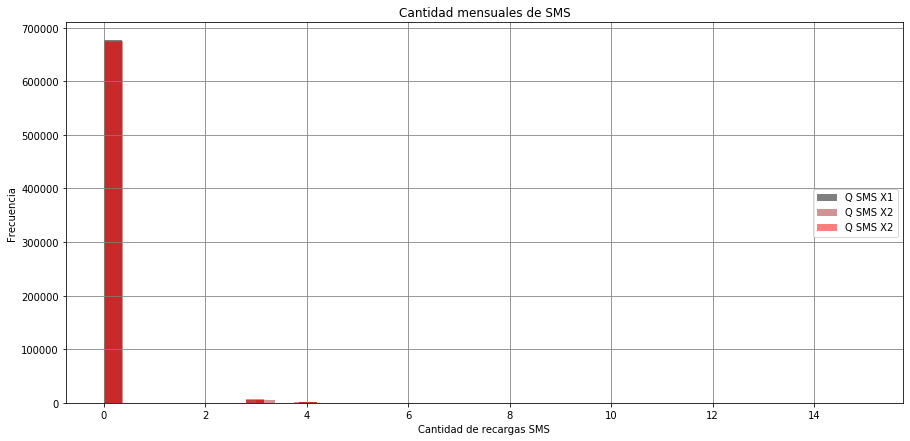 Cantidad mensuales de SMS
700000
600000
500000
400000
300000
200000
100000
0
Frecuencia
Q SMS X1
Q SMS X2
Q SMS X2
0 2 4 6 8 10 12 14
Cantidad de recargas SMS